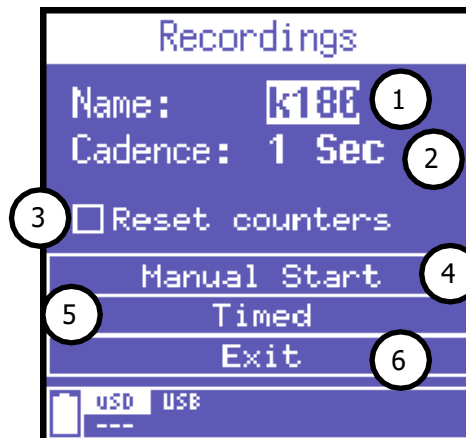 Recordings
Name: k180 1
Cadence: 1 Sec 2
3 Reset counters
Manual Start 4
5 Timed
Exit 6
uSD USB
---